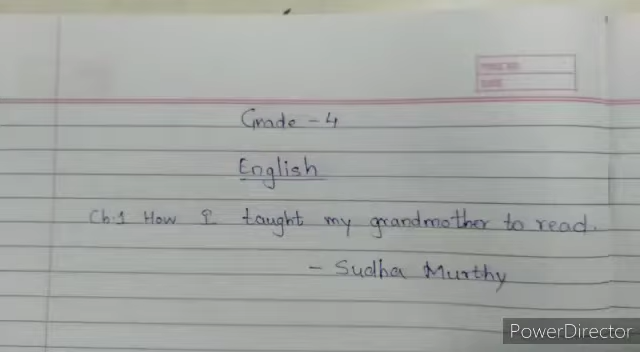 Grade - 4
English
Ch.1 How I taught my grandmother to read.
- Sudha Murthy
PowerDirector